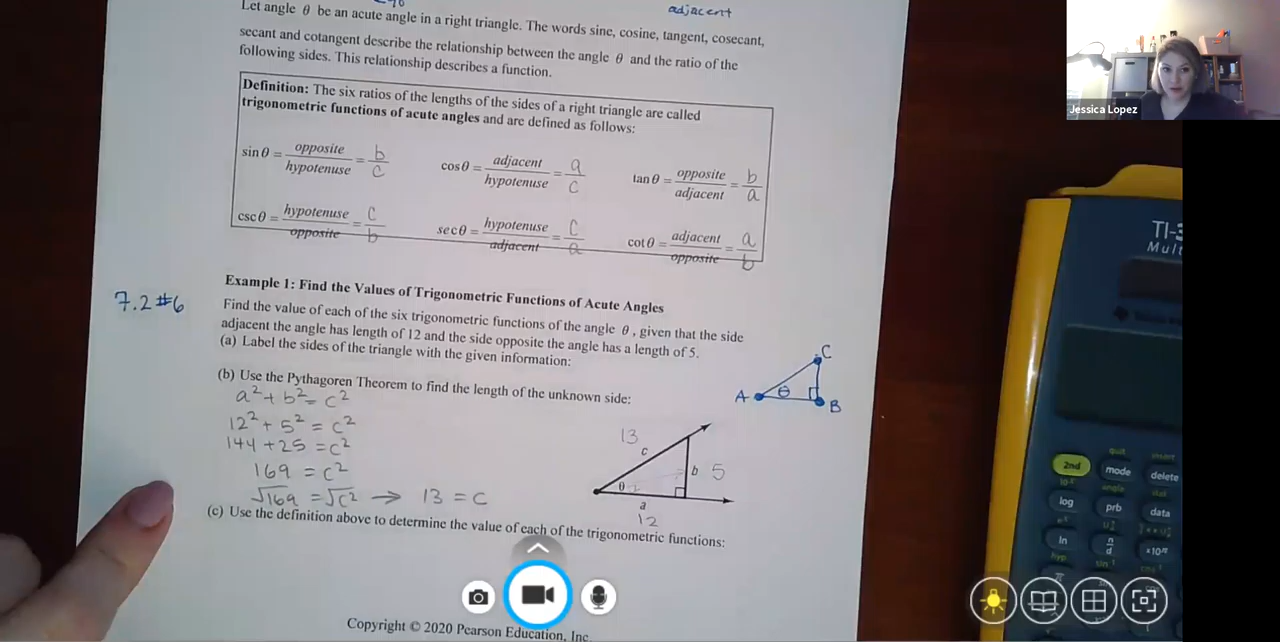 adjacent
Let angle θ be an acute angle in a right triangle. The words sine, cosine, tangent, cosecant,
secant and cotangent describe the relationship between the angle θ and the ratio of the
following sides. This relationship describes a function.
Definition: The six ratios of the lengths of the sides of a right triangle are called
trigonometric functions of acute angles and are defined as follows:
sin θ = opposite/hypotenuse = b/c cos θ = adjacent/hypotenuse = a/c tan θ = opposite/adjacent = b/a
csc θ = hypotenuse/opposite = c/b sec θ = hypotenuse/adjacent = c/a cot θ = adjacent/opposite = a/b
7.2 #6
Example 1: Find the Values of Trigonometric Functions of Acute Angles
Find the value of each of the six trigonometric functions of the angle θ, given that the side
adjacent the angle has length of 12 and the side opposite the angle has a length of 5.
(a) Label the sides of the triangle with the given information:
C
A θ B
(b) Use the Pythagoren Theorem to find the length of the unknown side:
a² + b² = c²
12² + 5² = c²
144 + 25 = c²
169 = c²
√169 = √c² → 13 = c
13
c
b 5
θ
a
12
(c) Use the definition above to determine the value of each of the trigonometric functions:
Copyright © 2020 Pearson Education, Inc.
Jessica Lopez
TI-3
Mult
quit
2nd mode delete
angle
log prb data
ln n/d ×10ⁿ
hyp sin⁻¹ cos⁻¹